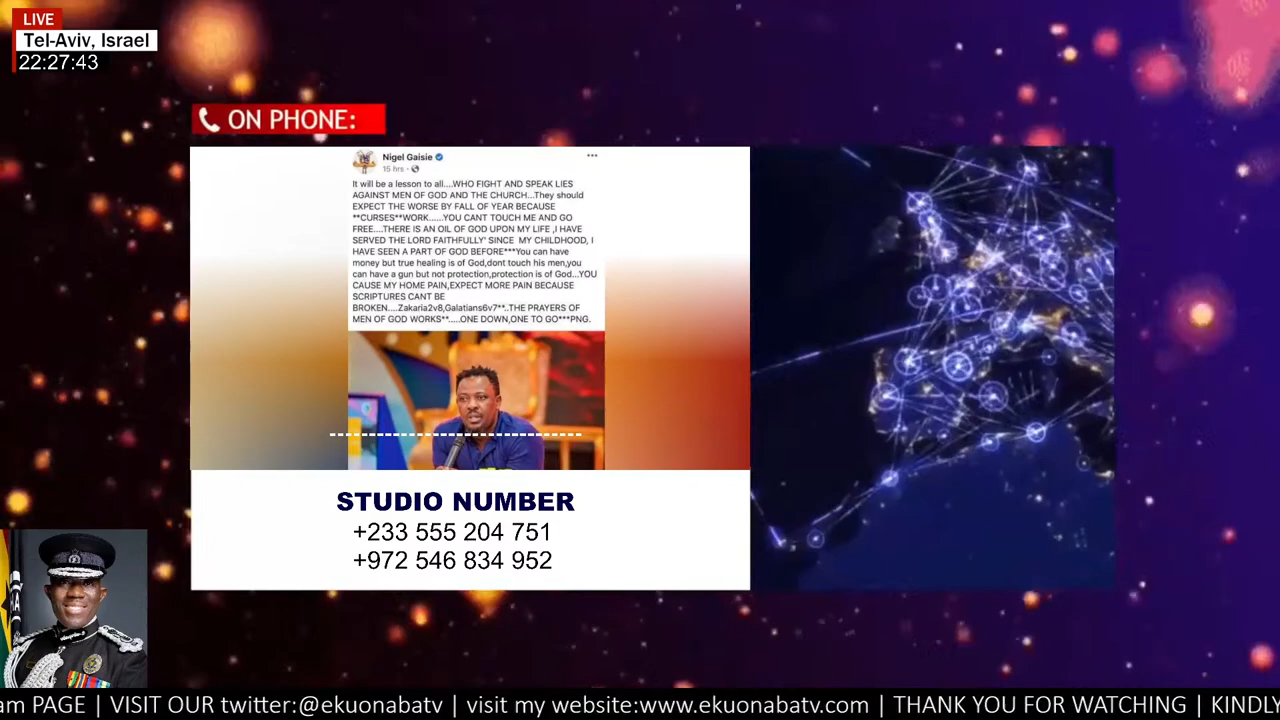 LIVE
Tel-Aviv, Israel
22:27:43
ON PHONE:
Nigel Gaisie
15 hrs ·
It will be a lesson to all....WHO FIGHT AND SPEAK LIES
AGAINST MEN OF GOD AND THE CHURCH...They should
EXPECT THE WORSE BY FALL OF YEAR BECAUSE
**CURSES**WORK......YOU CANT TOUCH ME AND GO
FREE....THERE IS AN OIL OF GOD UPON MY LIFE ,I HAVE
SERVED THE LORD FAITHFULLY' SINCE MY CHILDHOOD, I
HAVE SEEN A PART OF GOD BEFORE***You can have
money but true healing is of God,dont touch his men,you
can have a gun but not protection,protection is of God...YOU
CAUSE MY HOME PAIN,EXPECT MORE PAIN BECAUSE
SCRIPTURES CANT BE
BROKEN....Zakaria2v8,Galatians6v7**..THE PRAYERS OF
MEN OF GOD WORKS**.....ONE DOWN,ONE TO GO***PNG.
STUDIO NUMBER
+233 555 204 751
+972 546 834 952
am PAGE | VISIT OUR twitter:@ekuonabatv | visit my website:www.ekuonabatv.com | THANK YOU FOR WATCHING | KINDLY